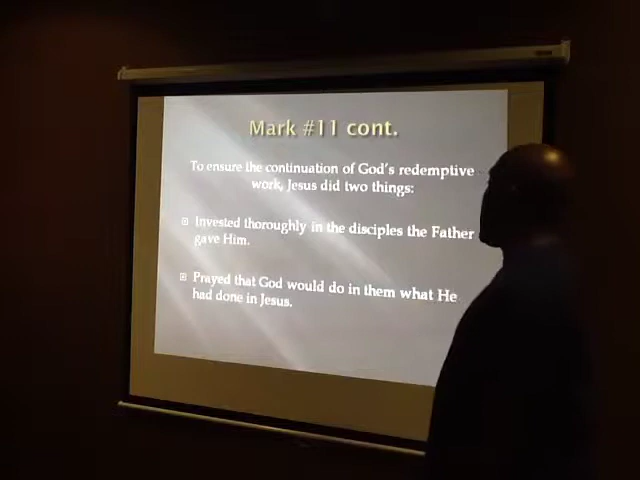 Mark #11 cont.
To ensure the continuation of God's redemptive
work, Jesus did two things:
Invested thoroughly in the disciples the Father
gave Him.
Prayed that God would do in them what He
had done in Jesus.